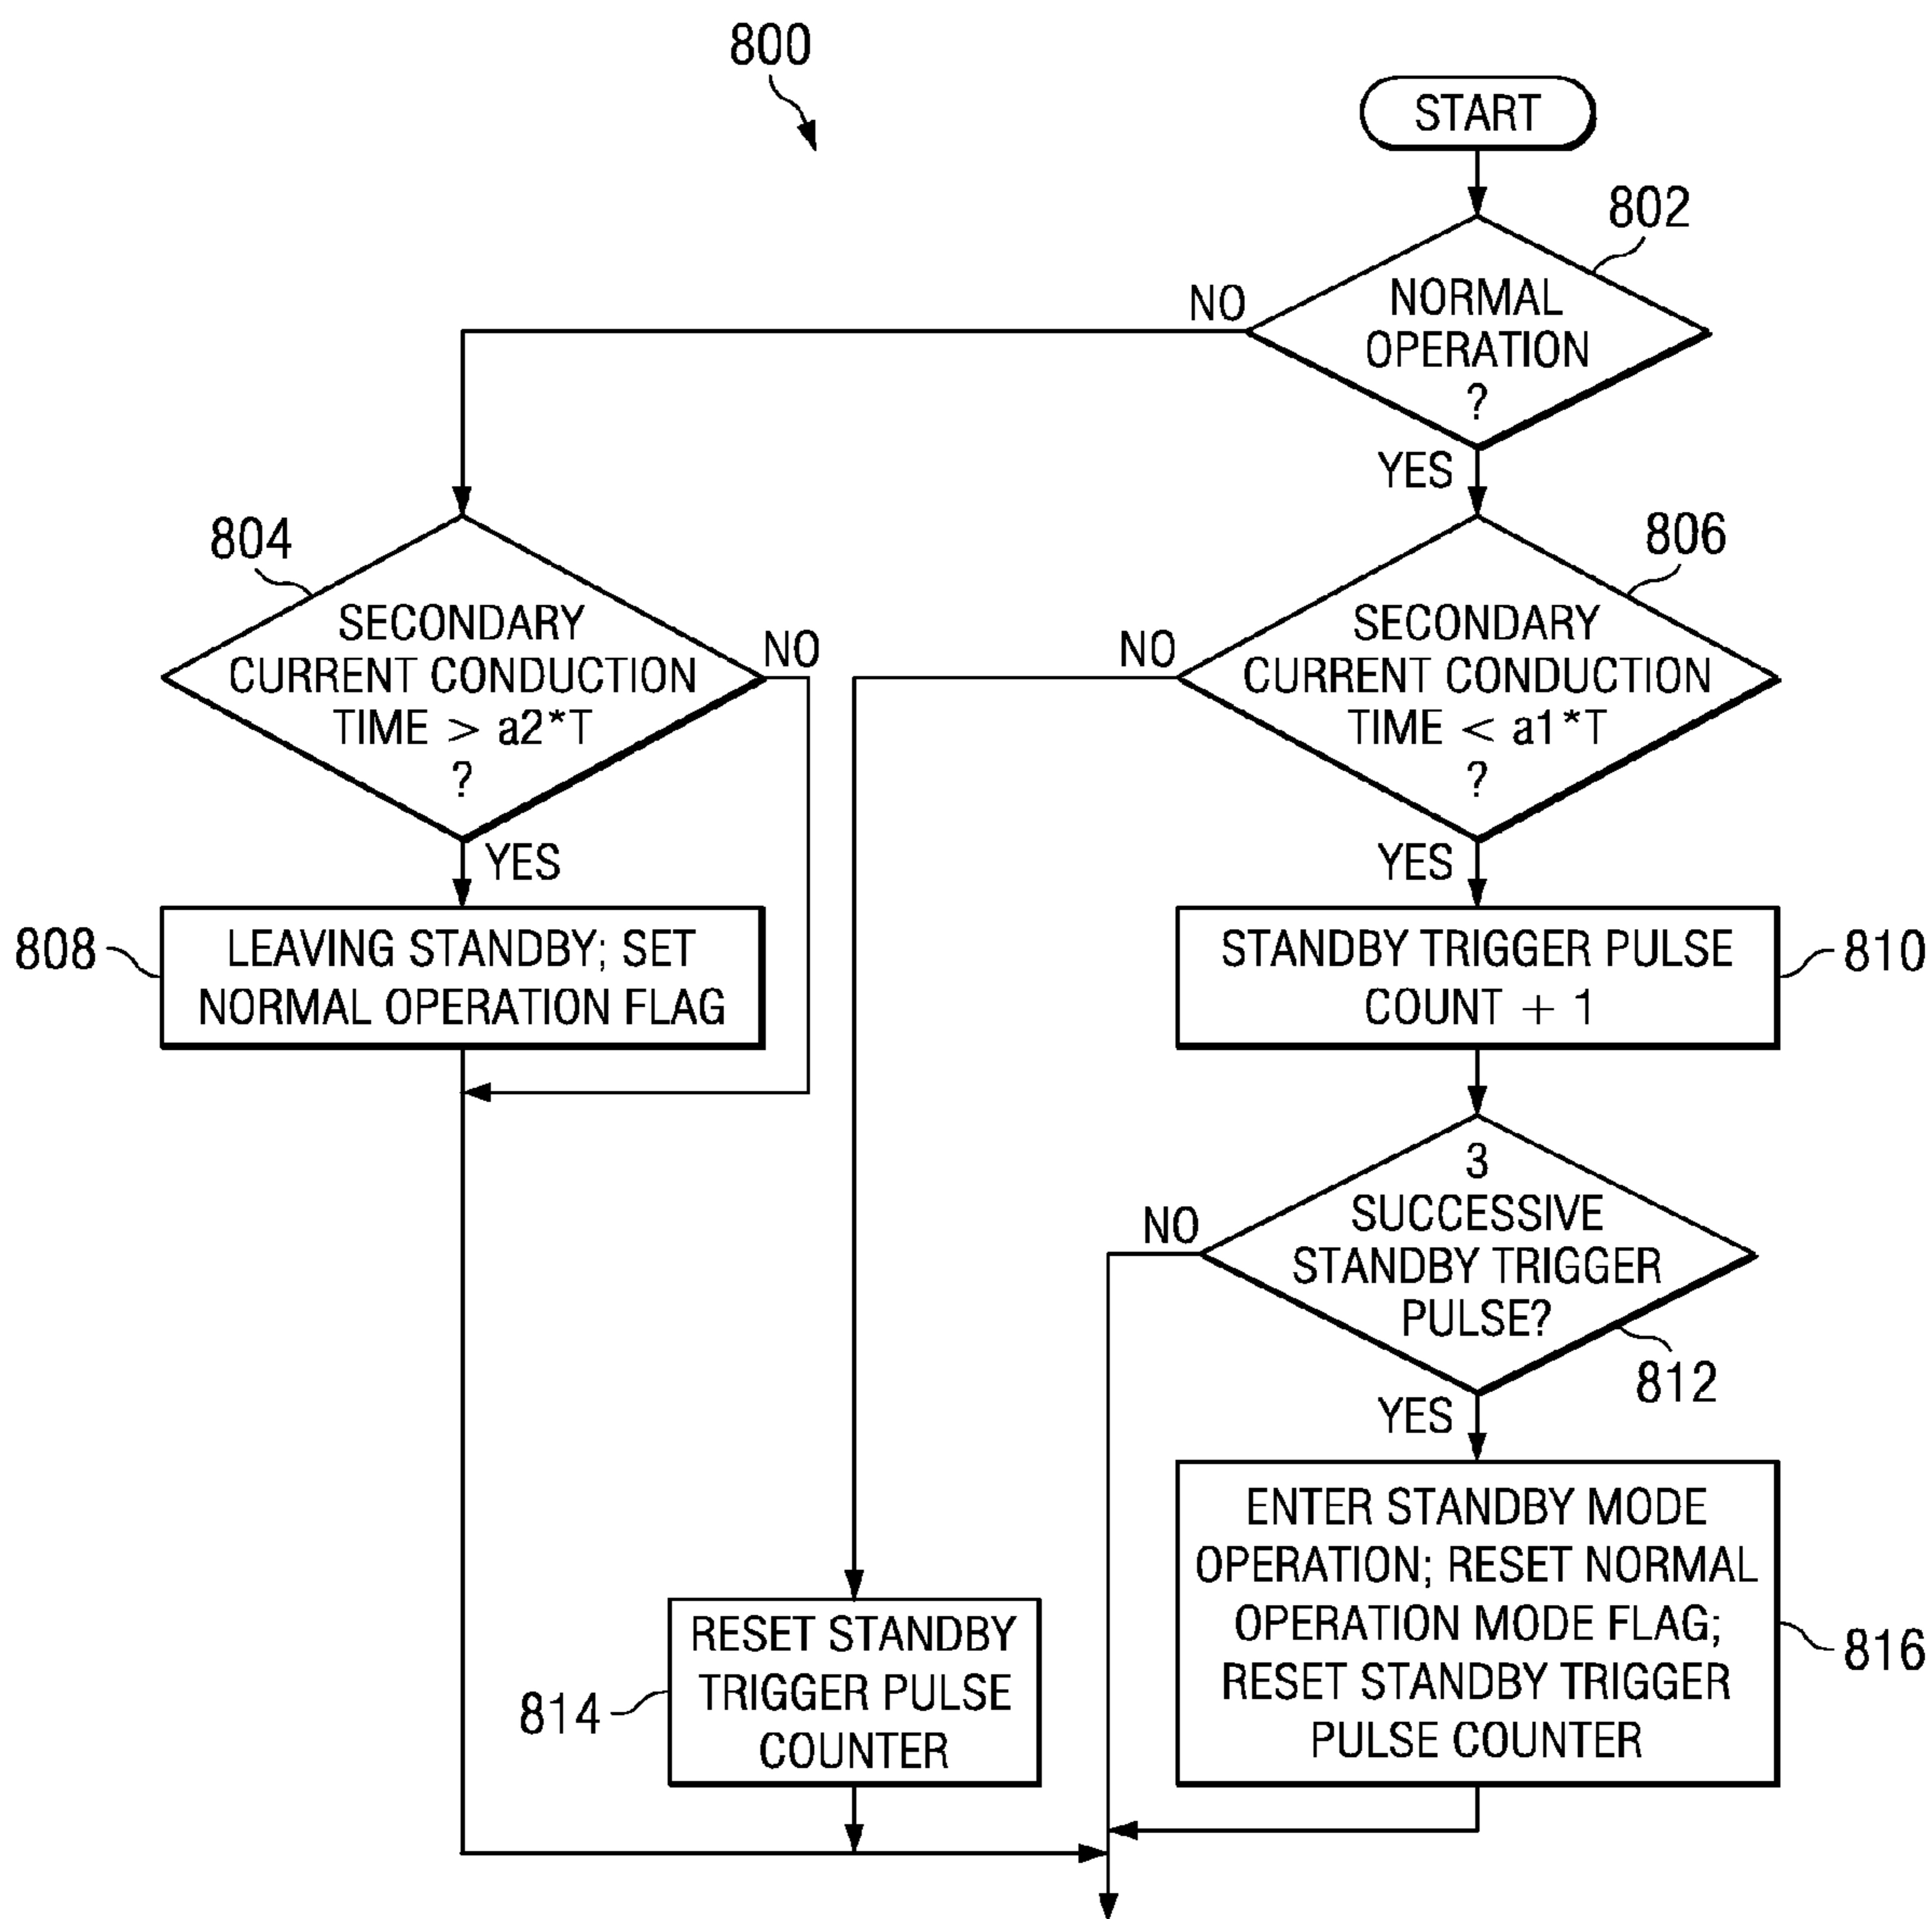 800
START
802
NORMAL
OPERATION
?
NO
YES
804
SECONDARY
CURRENT CONDUCTION
TIME > a2*T
?
NO
YES
806
SECONDARY
CURRENT CONDUCTION
TIME < a1*T
?
NO
YES
808
LEAVING STANDBY; SET
NORMAL OPERATION FLAG
STANDBY TRIGGER PULSE
COUNT + 1
810
3
SUCCESSIVE
STANDBY TRIGGER
PULSE?
NO
812
YES
814
RESET STANDBY
TRIGGER PULSE
COUNTER
ENTER STANDBY MODE
OPERATION; RESET NORMAL
OPERATION MODE FLAG;
RESET STANDBY TRIGGER
PULSE COUNTER
816